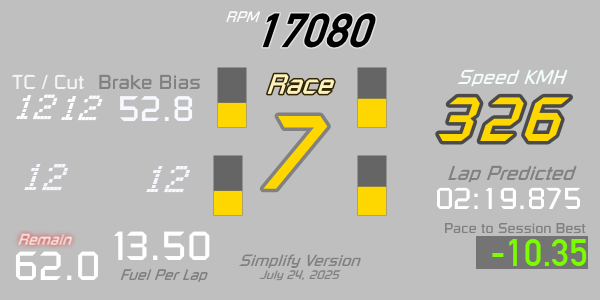 RPM 17080
TC / Cut Brake Bias Race Speed KMH
12 12 52.8 7 326
12 12 Lap Predicted
02:19.875
Pace to Session Best
Remain 13.50 -10.35
62.0 Fuel Per Lap Simplify Version
July 24, 2025